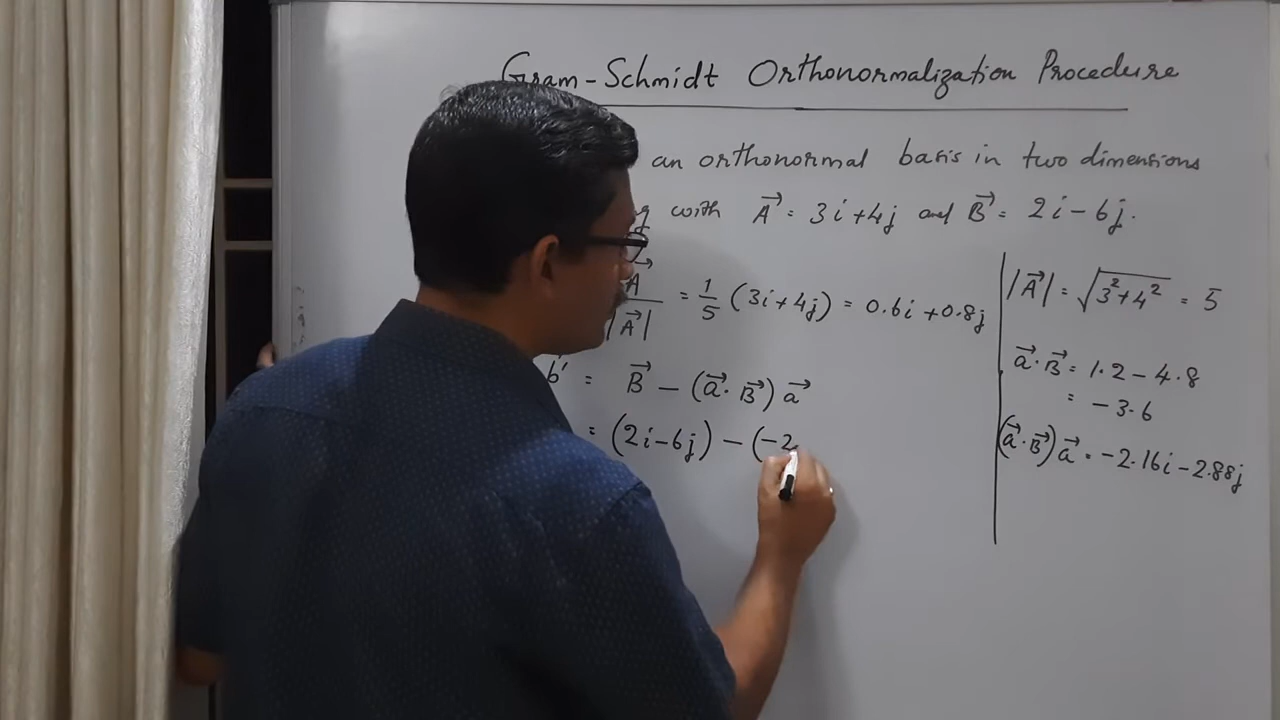 Gram-Schmidt Orthonormalization Procedure
an orthonormal basis in two dimensions
with A⃗ = 3i+4j and B⃗ = 2i-6j.
A⃗/|A⃗| = 1/5 (3i+4j) = 0.6i+0.8j
b' = B⃗ - (a⃗·B⃗) a⃗
= (2i-6j) - (-2
|A⃗| = √(3²+4²) = 5
a⃗·B⃗ = 1.2-4.8
= -3.6
(a⃗·B⃗)a⃗ = -2.16i-2.88j